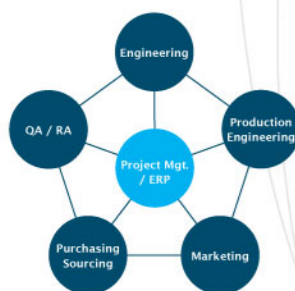 Engineering
QA / RA
Production
Engineering
Project Mgt.
/ ERP
Purchasing
Sourcing
Marketing